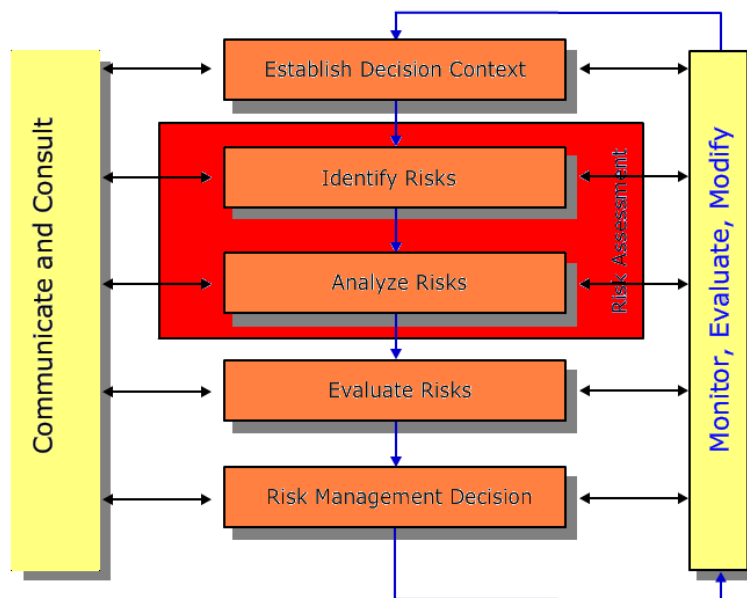 Establish Decision Context
Communicate and Consult
Identify Risks
Risk Assessment
Analyze Risks
Monitor, Evaluate, Modify
Evaluate Risks
Risk Management Decision